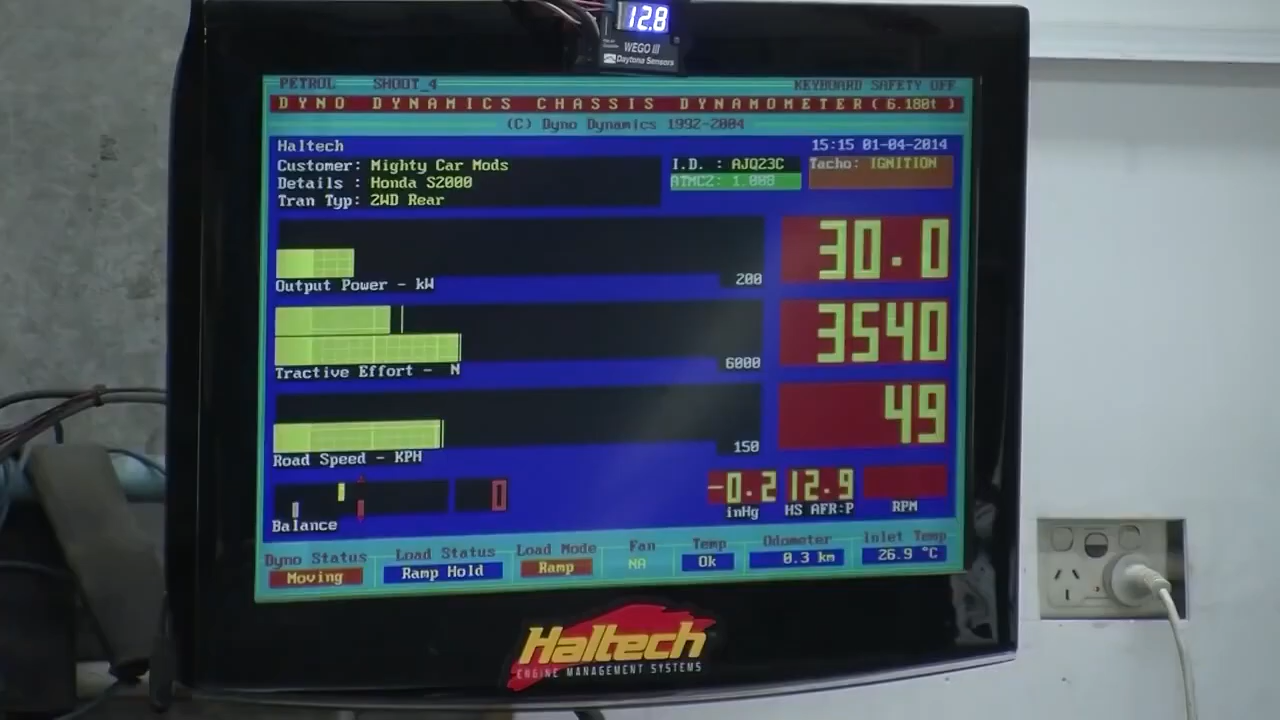 12.8
WEGO III
Daytona Sensors
PETROL SHOOT_4 KEYBOARD SAFETY OFF
DYNO DYNAMICS CHASSIS DYNAMOMETER(6.180t )
(C) Dyno Dynamics 1992-2004
Haltech 15:15 01-04-2014
Customer: Mighty Car Mods I.D. : AJQ23C Tacho: IGNITION
Details : Honda S2000 ATMCZ: 1.008
Tran Typ: 2WD Rear
30.0
Output Power - kW 200
3540
Tractive Effort - N 6000
49
Road Speed - KPH 150
0 -0.2 12.9
Balance inHg HS AFR:P RPM
Dyno Status Load Status Load Mode Fan Temp Odometer Inlet Temp
Moving Ramp Hold Ramp NA Ok 0.3 km 26.9 °C
Haltech
ENGINE MANAGEMENT SYSTEMS